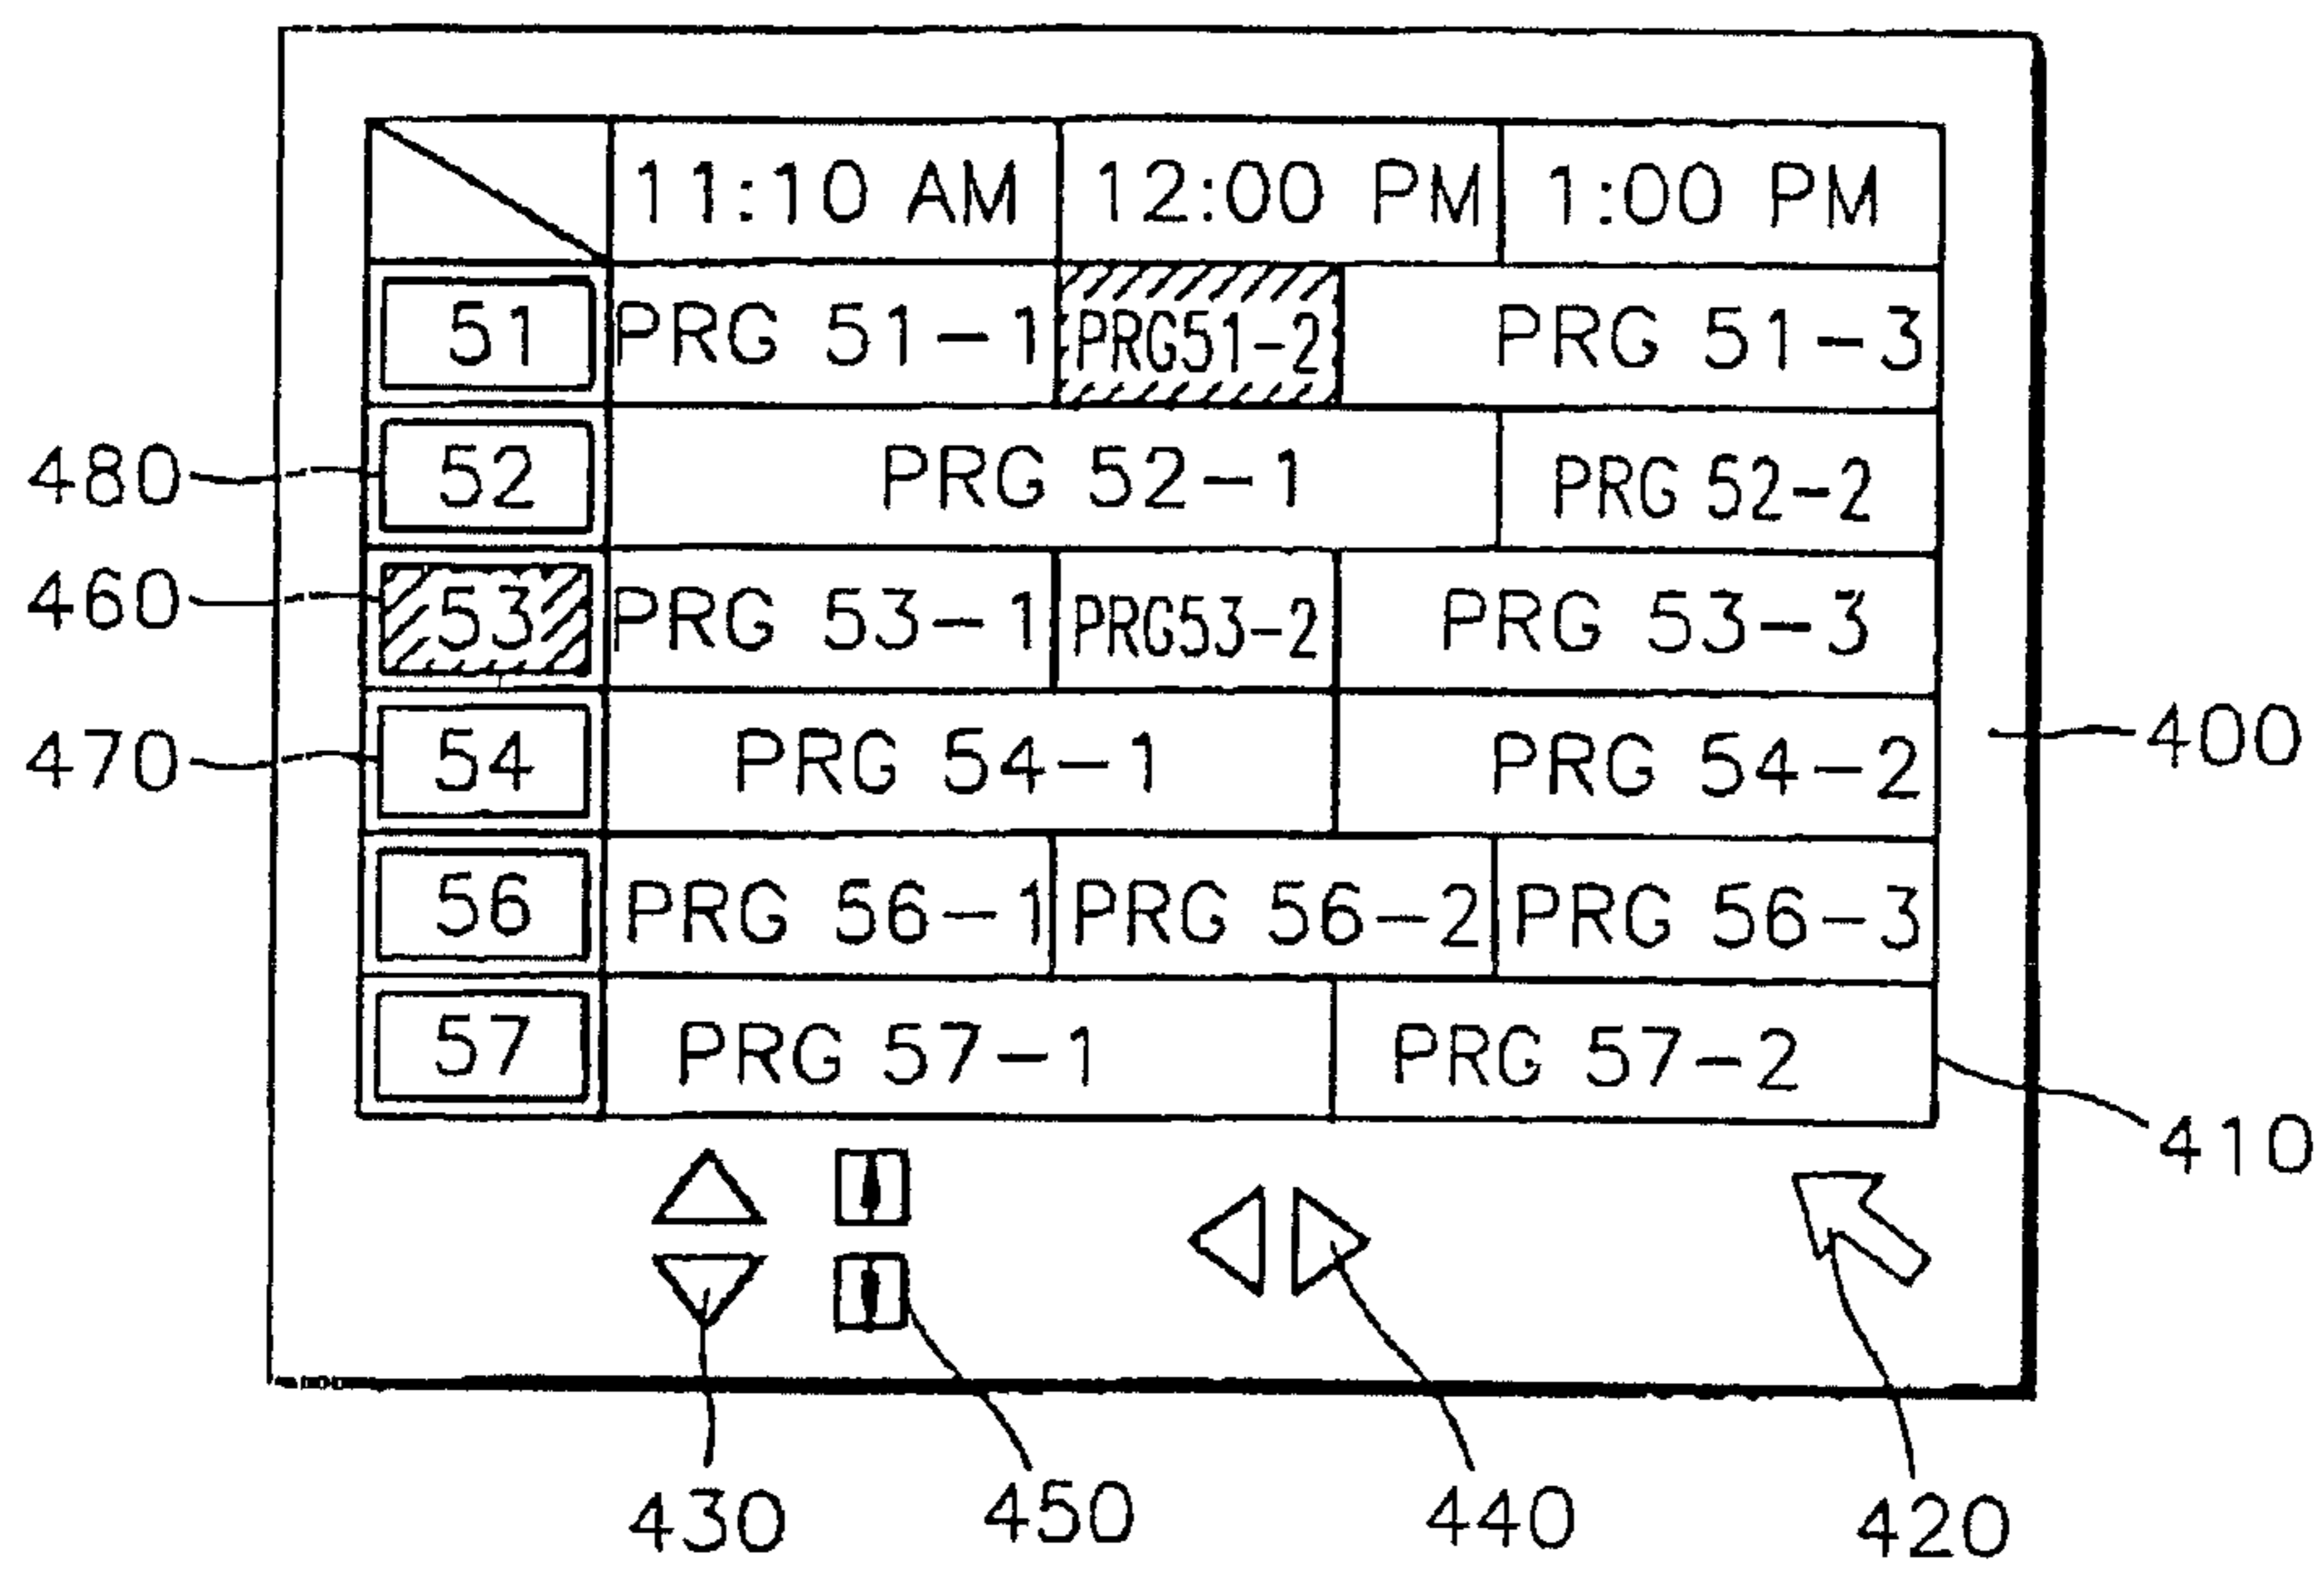 11:10 AM 12:00 PM 1:00 PM
51 PRG 51-1 PRG51-2 PRG 51-3
480 52 PRG 52-1 PRG 52-2
460 53 PRG 53-1 PRG53-2 PRG 53-3
470 54 PRG 54-1 PRG 54-2 400
56 PRG 56-1 PRG 56-2 PRG 56-3
57 PRG 57-1 PRG 57-2
410
430 450 440 420